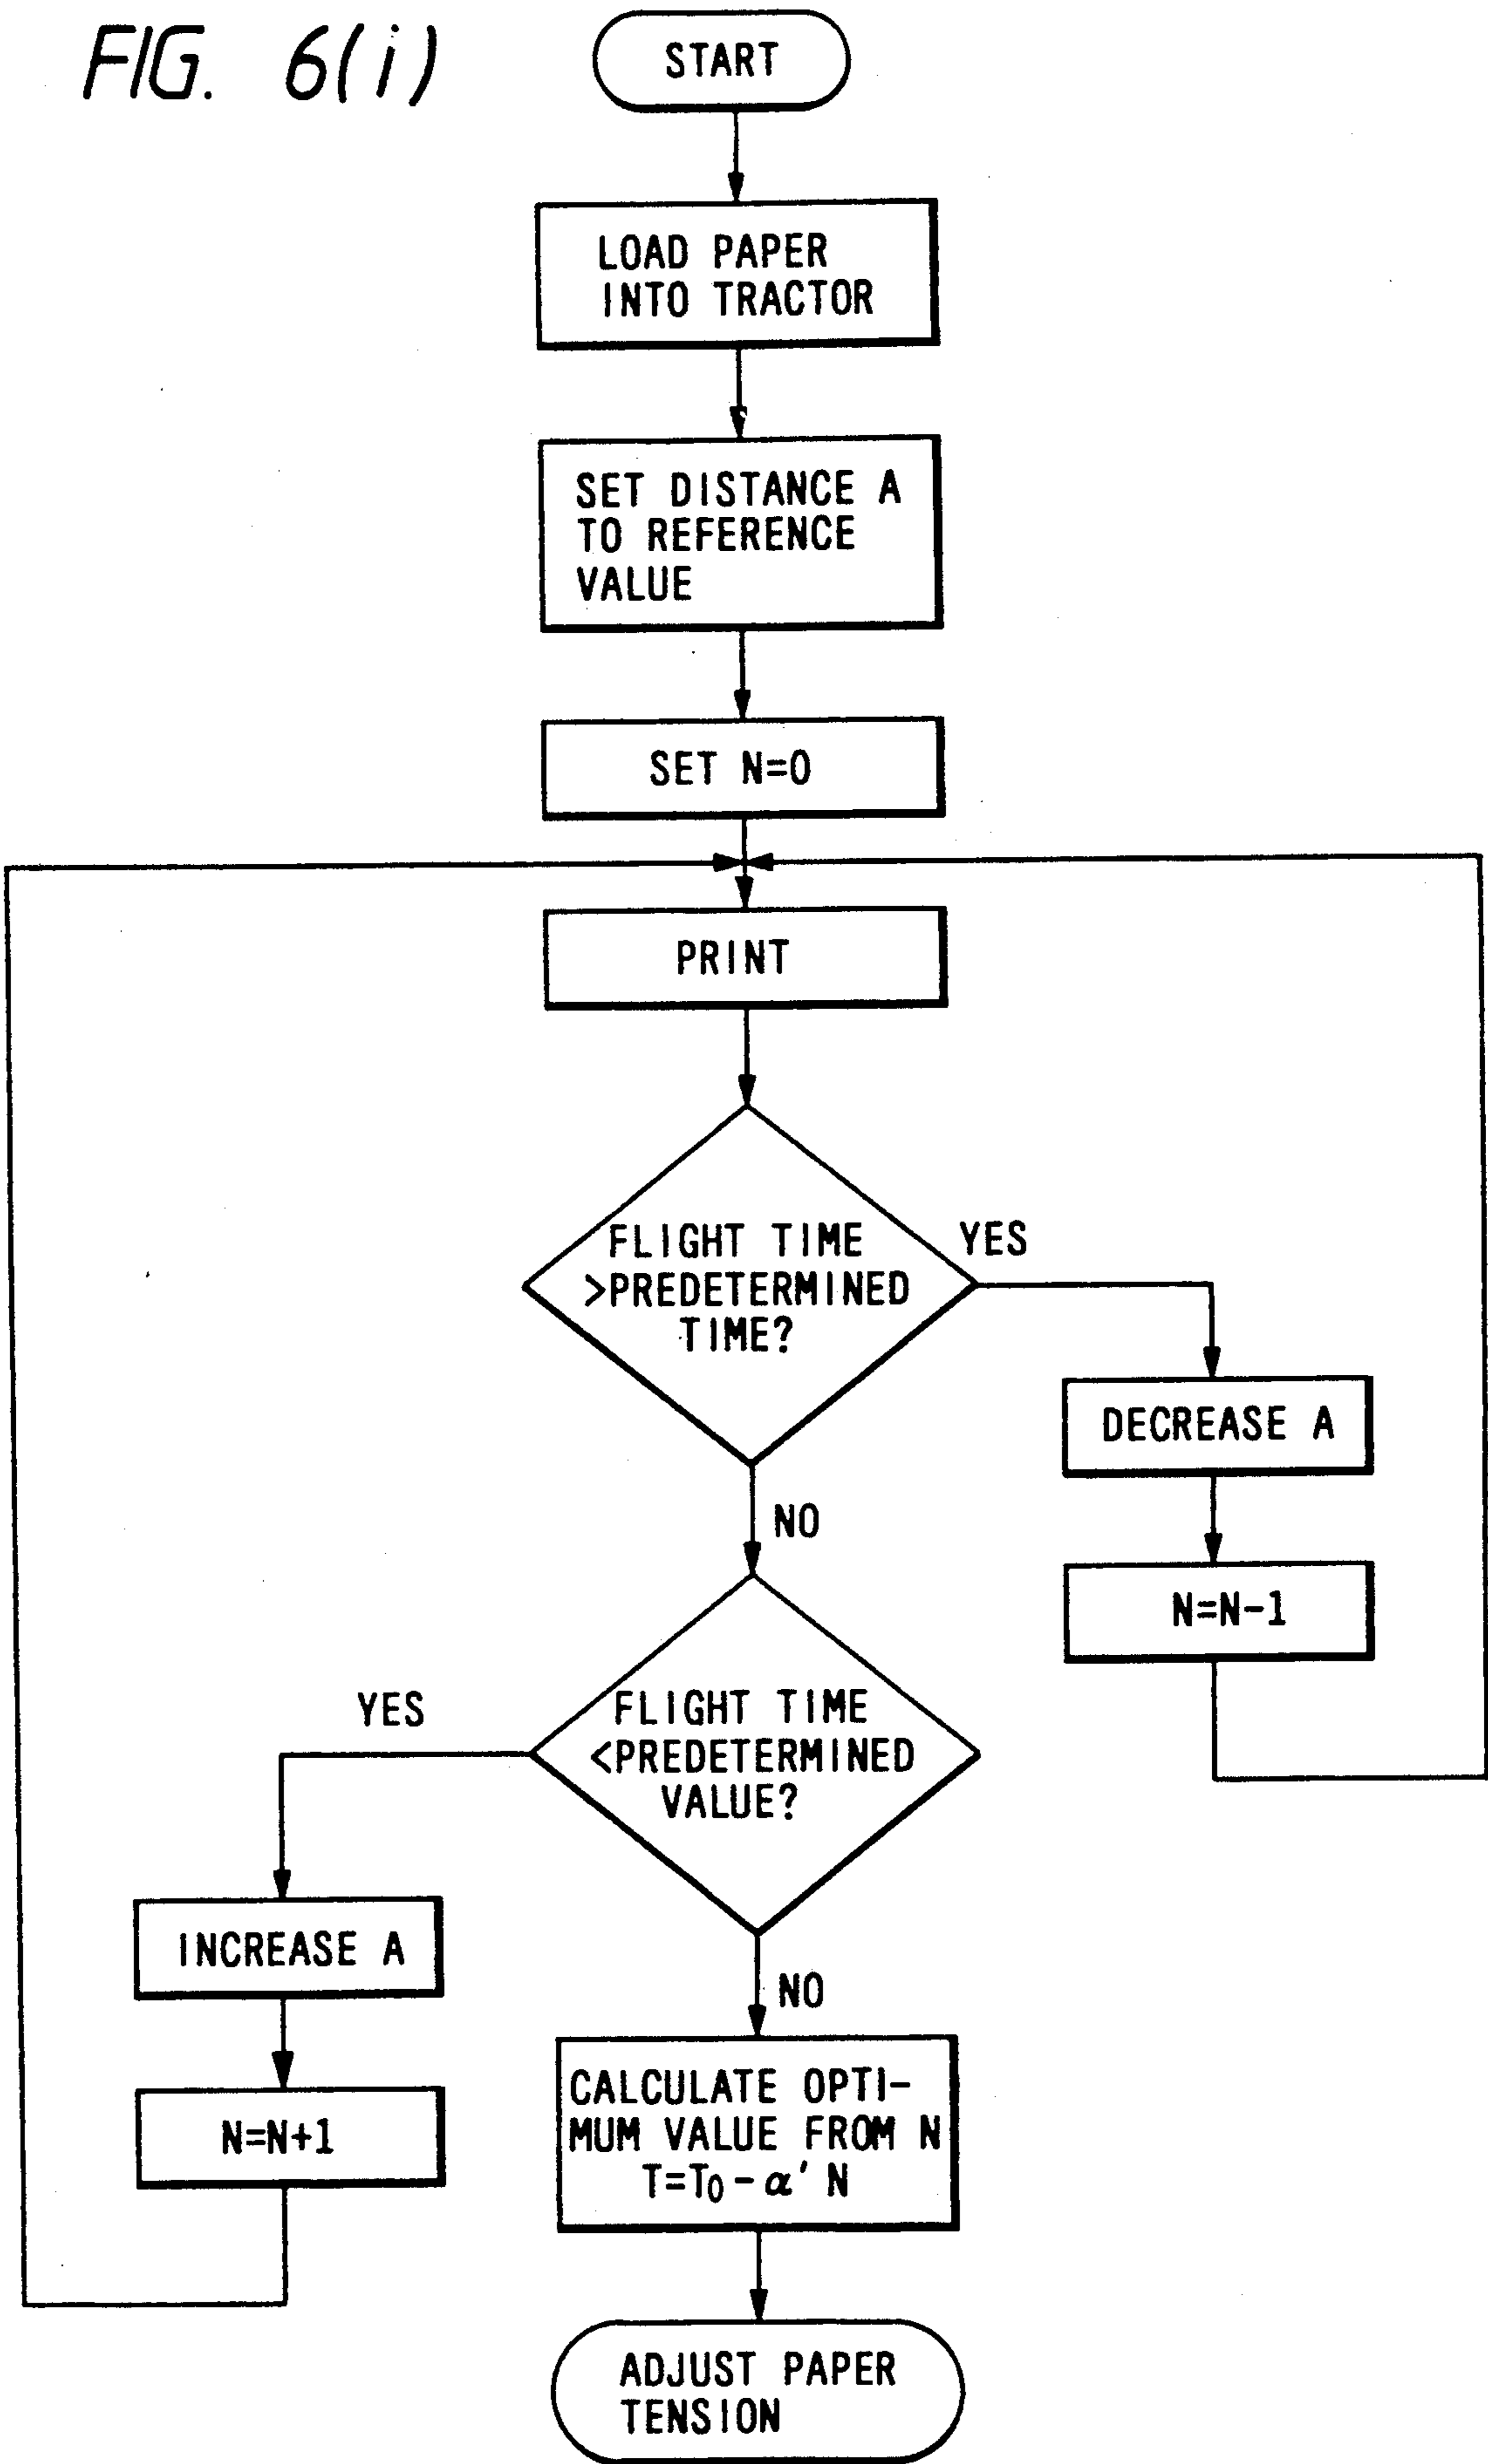 FIG. 6(i)
START
LOAD PAPER
INTO TRACTOR
SET DISTANCE A
TO REFERENCE
VALUE
SET N=0
PRINT
FLIGHT TIME
>PREDETERMINED
TIME?
YES
DECREASE A
N=N-1
NO
FLIGHT TIME
<PREDETERMINED
VALUE?
YES
INCREASE A
N=N+1
NO
CALCULATE OPTI-
MUM VALUE FROM N
T=T₀-α' N
ADJUST PAPER
TENSION